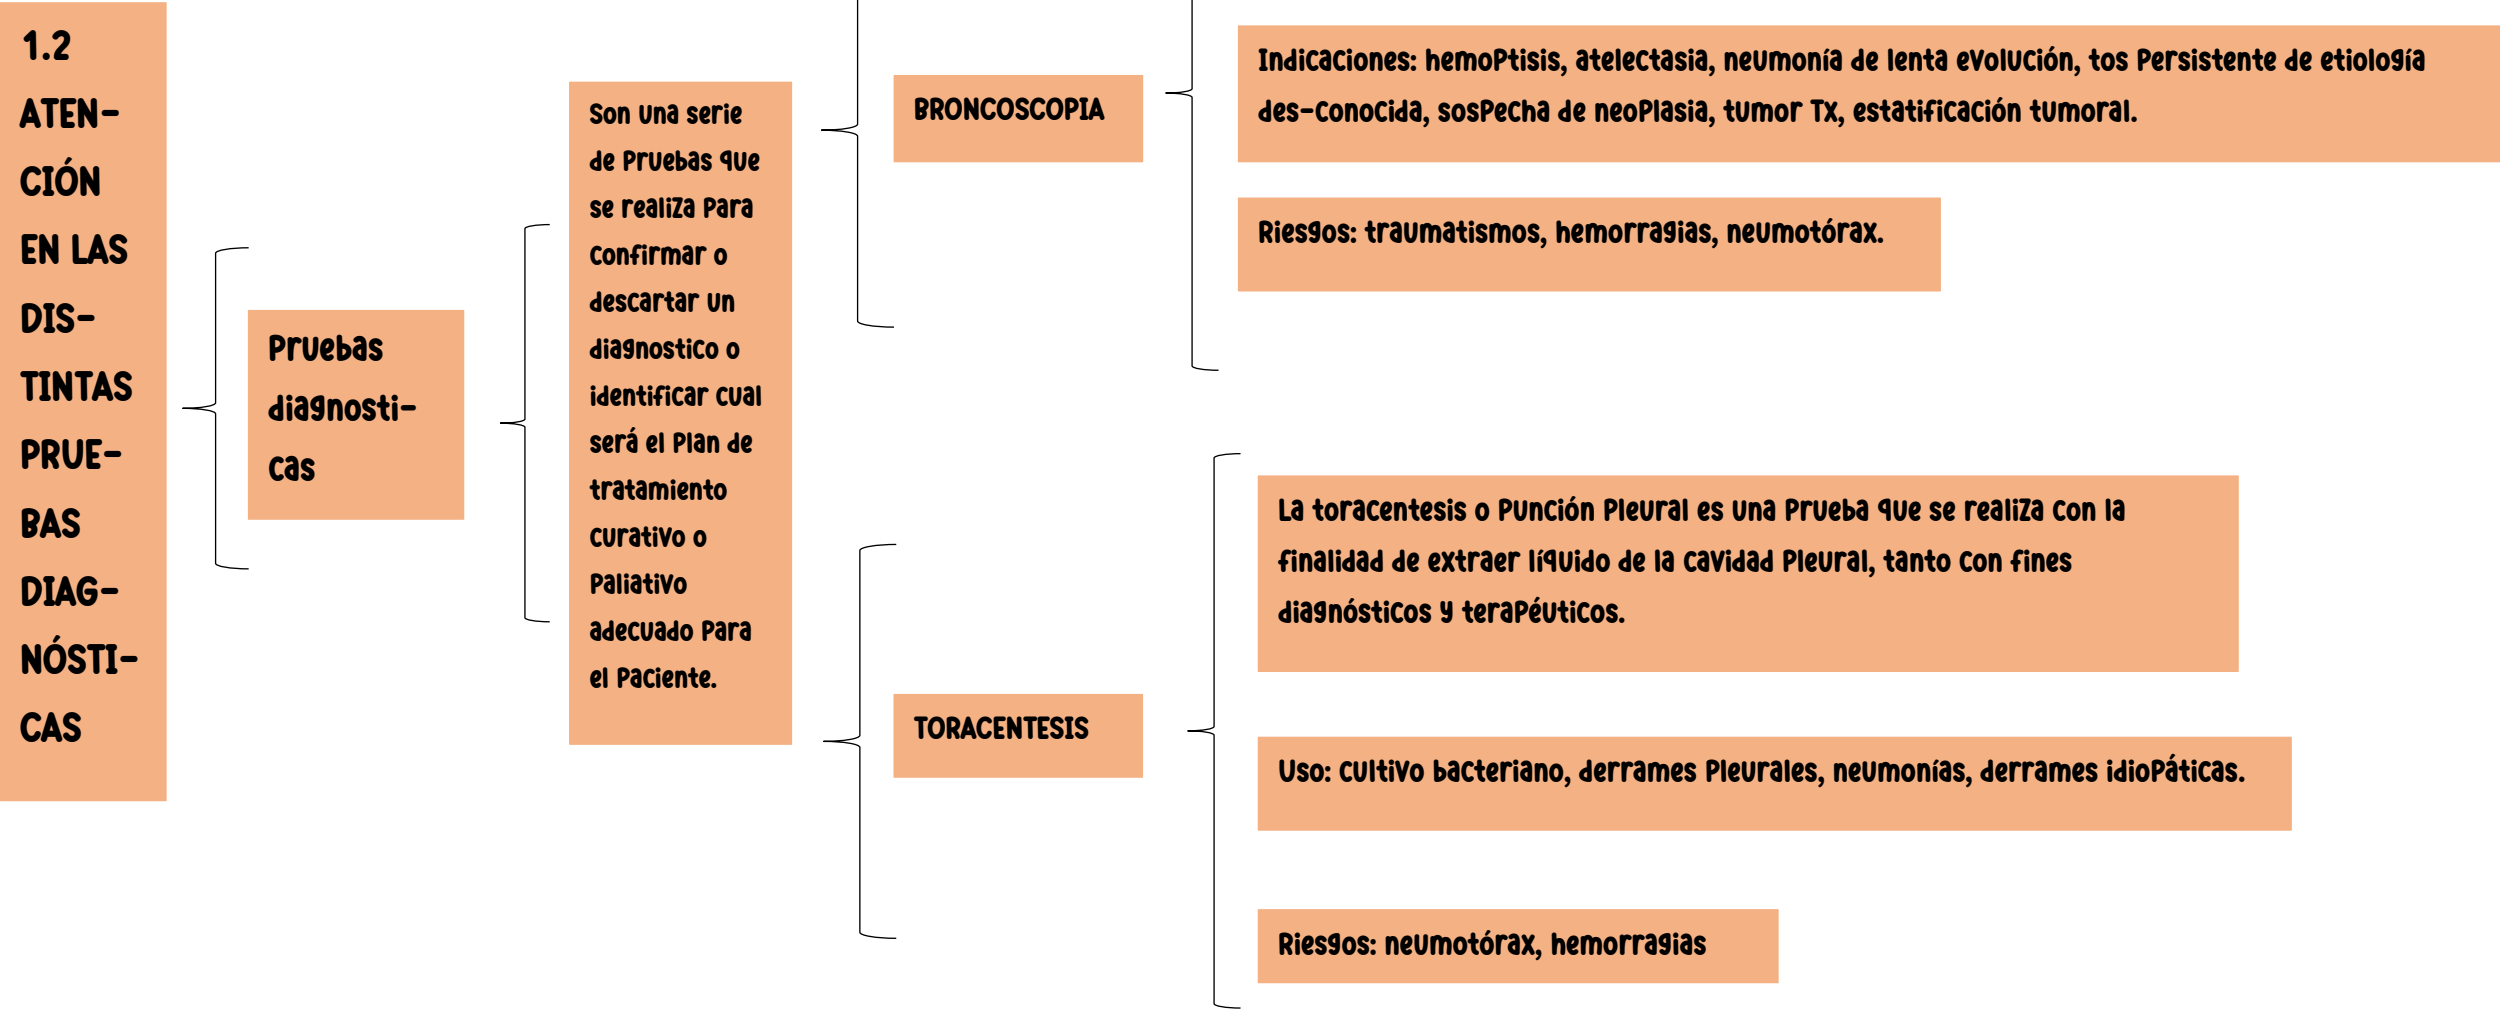 1.2
ATEN-
CIÓN
EN LAS
DIS-
TINTAS
PRUE-
BAS
DIAG-
NÓSTI-
CAS
Pruebas
diagnosti-
cas
Son una serie
de pruebas que
se realiza para
confirmar o
descartar un
diagnostico o
identificar cual
será el plan de
tratamiento
curativo o
paliativo
adecuado para
el paciente.
BRONCOSCOPIA
Indicaciones: hemoptisis, atelectasia, neumonía de lenta evolución, tos persistente de etiología
des-conocida, sospecha de neoplasia, tumor Tx, estatificación tumoral.
Riesgos: traumatismos, hemorragias, neumotórax.
TORACENTESIS
La toracentesis o punción pleural es una prueba que se realiza con la
finalidad de extraer líquido de la cavidad pleural, tanto con fines
diagnósticos y terapéuticos.
Uso: cultivo bacteriano, derrames pleurales, neumonías, derrames idiopáticas.
Riesgos: neumotórax, hemorragias